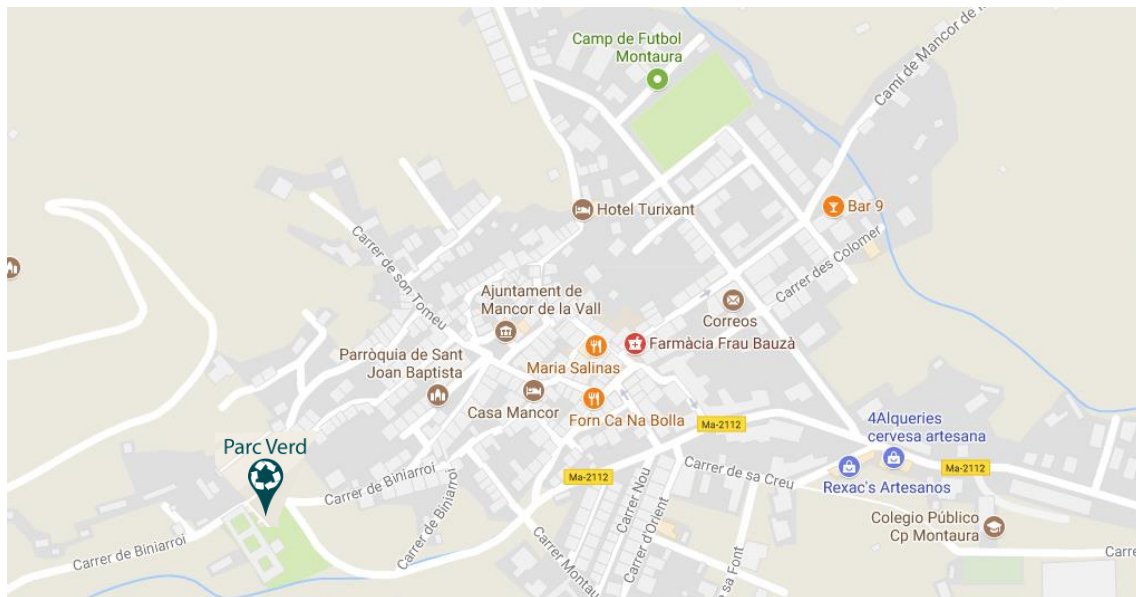 Camp de Futbol
Montaura
Camí de Mancor de
Hotel Turixant
Bar 9
Carrer de son Tomeu
Carrer des Colomer
Ajuntament de
Mancor de la Vall
Correos
Farmàcia Frau Bauzà
Maria Salinas
Parròquia de Sant
Joan Baptista
Casa Mancor
Forn Ca Na Bolla
Ma-2112
4Alqueries
cervesa artesana
Parc Verd
Ma-2112
Carrer de sa Creu
Ma-2112
Rexac's Artesanos
Carrer de Biniarroi
Carrer Nou
Carrer d'Orient
Colegio Público
Cp Montaura
Carrer de Biniarroi
Carrer de Biniarroi
Carrer Montau
sa Font
Carre